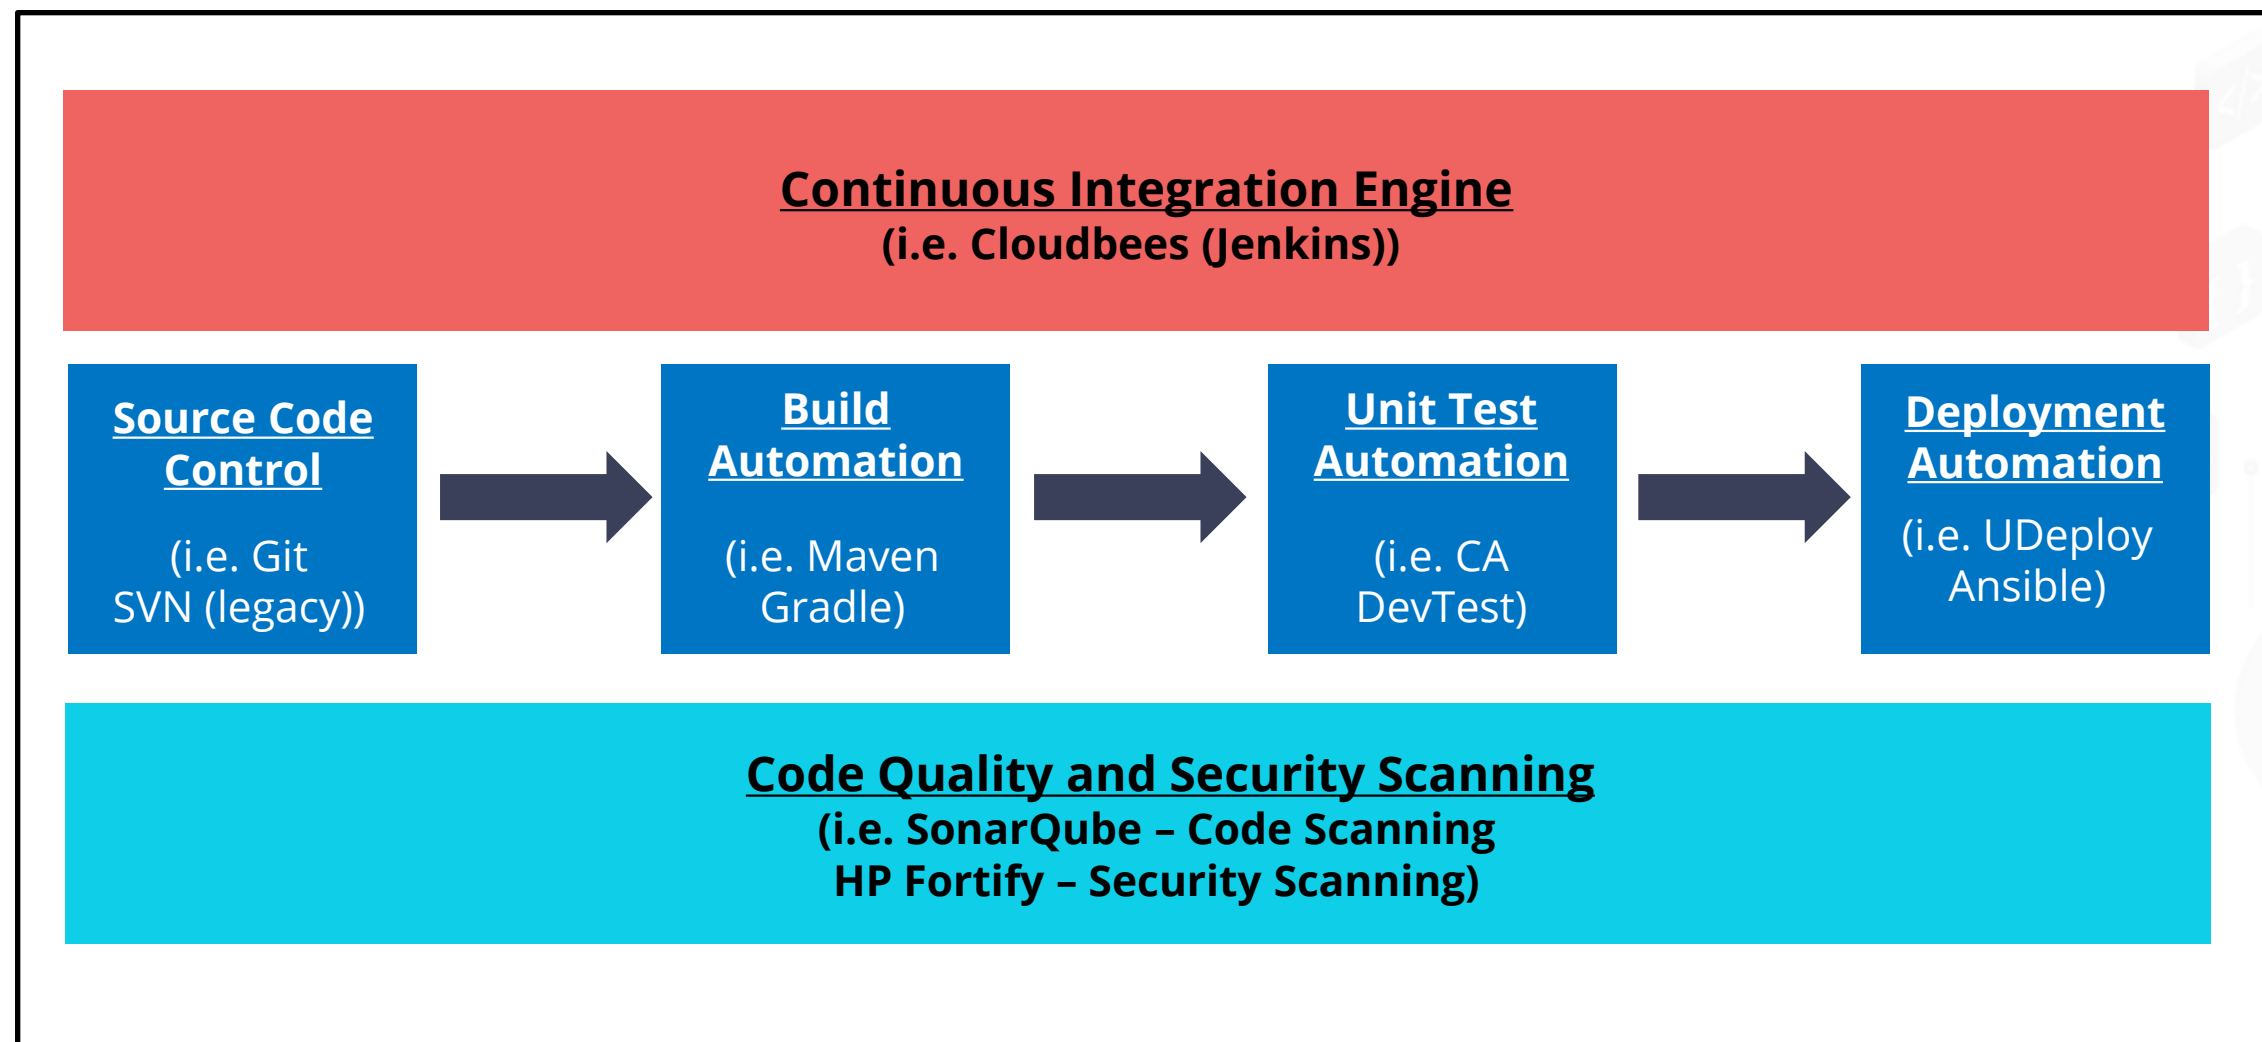 Continuous Integration Engine
(i.e. Cloudbees (Jenkins))
Source Code
Control
(i.e. Git
SVN (legacy))
Build
Automation
(i.e. Maven
Gradle)
Unit Test
Automation
(i.e. CA
DevTest)
Deployment
Automation
(i.e. UDeploy
Ansible)
Code Quality and Security Scanning
(i.e. SonarQube – Code Scanning
HP Fortify – Security Scanning)